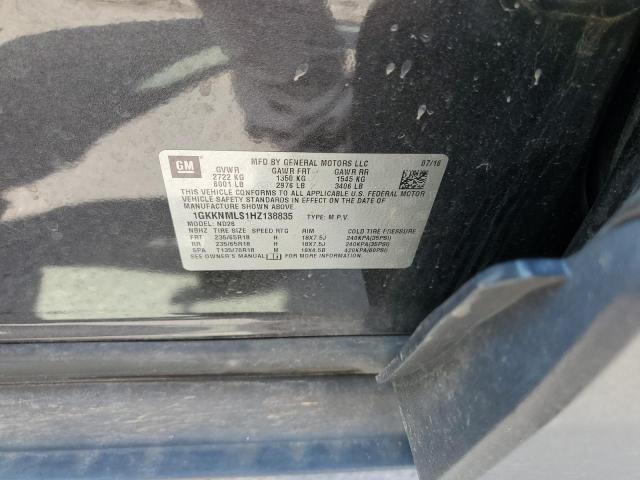 GM
MFD BY GENERAL MOTORS LLC 07/16
GVWR GAWR FRT GAWR RR
2722 KG 1350 KG 1545 KG
6001 LB 2976 LB 3406 LB
THIS VEHICLE CONFORMS TO ALL APPLICABLE U.S. FEDERAL MOTOR
VEHICLE SAFETY STANDARDS IN EFFECT ON THE DATE OF
MANUFACTURE SHOWN ABOVE.
1GKKNMLS1HZ138835 TYPE: M.P.V.
MODEL: ND26
NBHZ TIRE SIZE SPEED RTG RIM COLD TIRE PRESSURE
FRT 235/65R18 H 18X7.5J 240KPA(35PSI)
RR 235/65R18 H 18X7.5J 240KPA(35PSI)
SPA T135/70R18 M 18X4.5B 420KPA(60PSI)
SEE OWNER'S MANUAL FOR MORE INFORMATION.